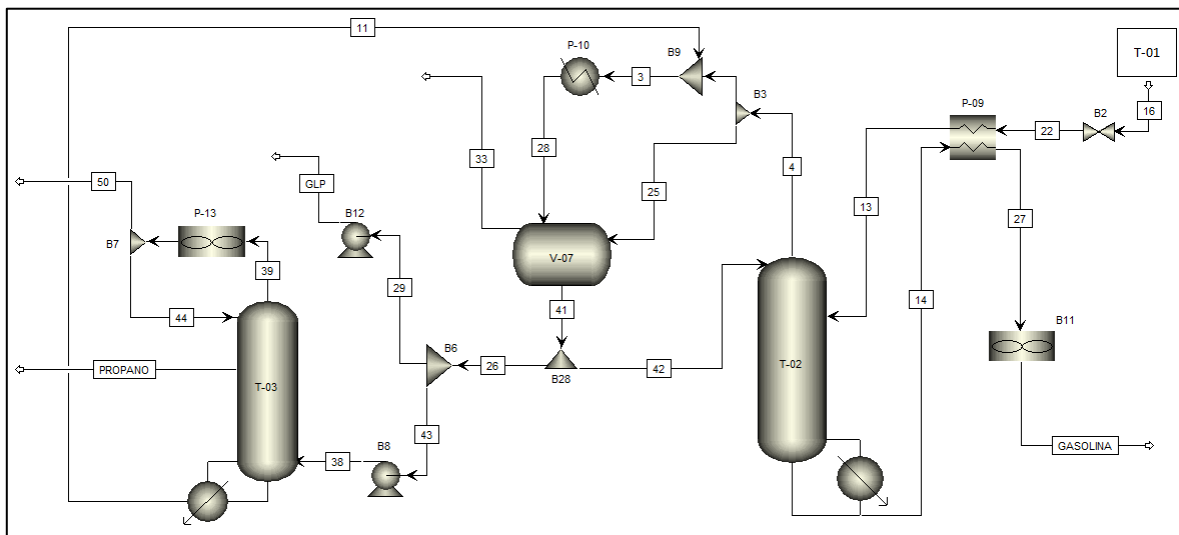 11
P-10
B9
T-01
3
B3
P-09
B2
16
22
33
28
4
GLP
25
50
B12
13
27
P-13
B7
V-07
39
29
14
44
41
B11
B6
26
42
PROPANO
T-03
B28
T-02
43
B8
38
GASOLINA